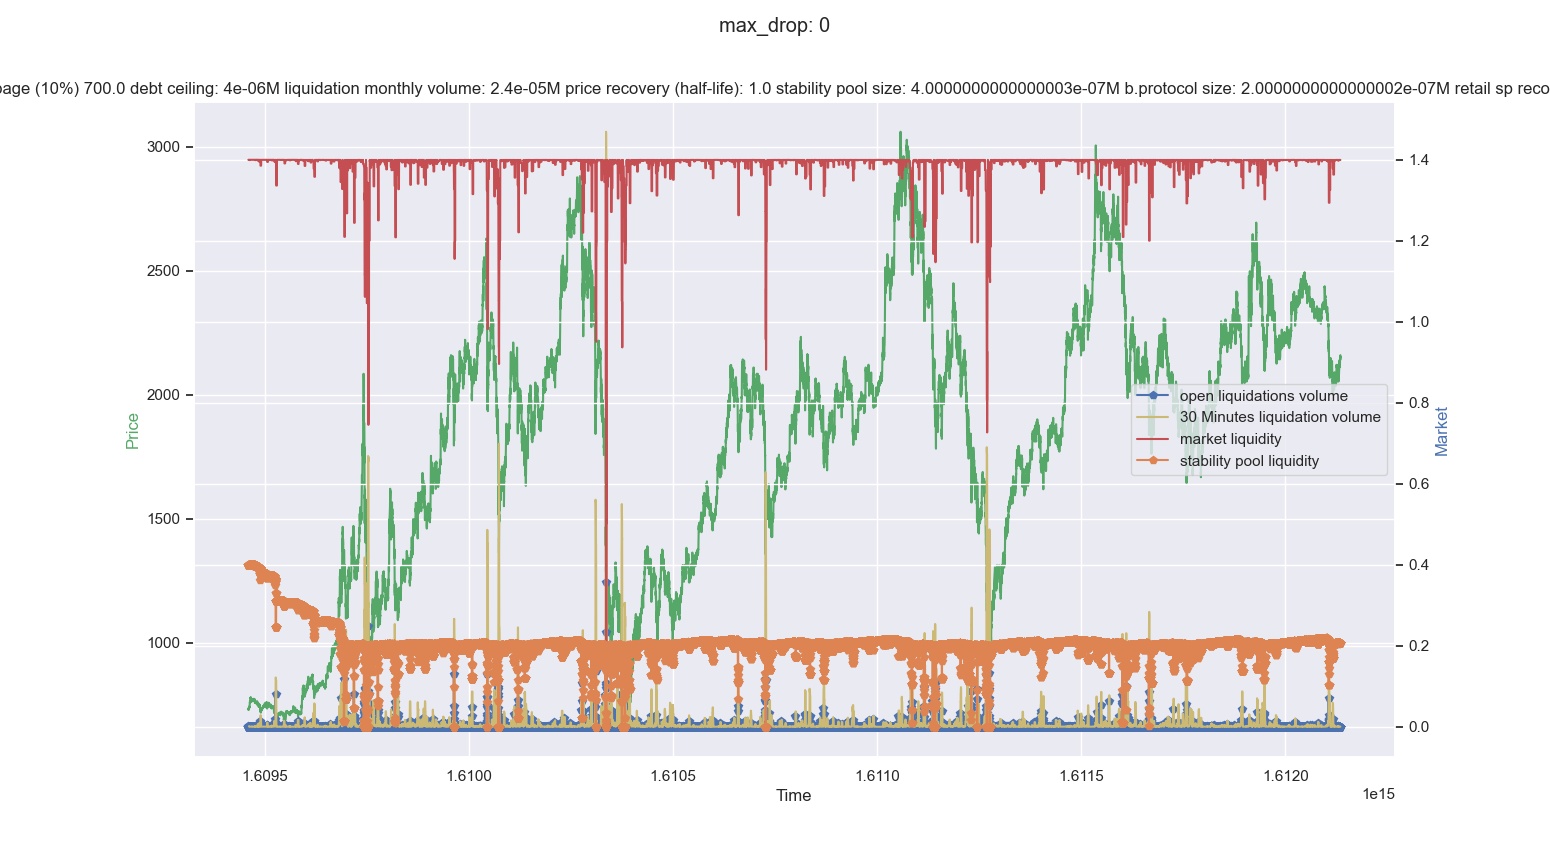 max_drop: 0
page (10%) 700.0 debt ceiling: 4e-06M liquidation monthly volume: 2.4e-05M price recovery (half-life): 1.0 stability pool size: 4.0000000000000003e-07M b.protocol size: 2.0000000000000002e-07M retail sp reco
3000
2500
2000
1500
1000
Price
1.4
1.2
1.0
0.8
0.6
0.4
0.2
0.0
Market
open liquidations volume
30 Minutes liquidation volume
market liquidity
stability pool liquidity
1.6095
1.6100
1.6105
1.6110
1.6115
1.6120
1e15
Time